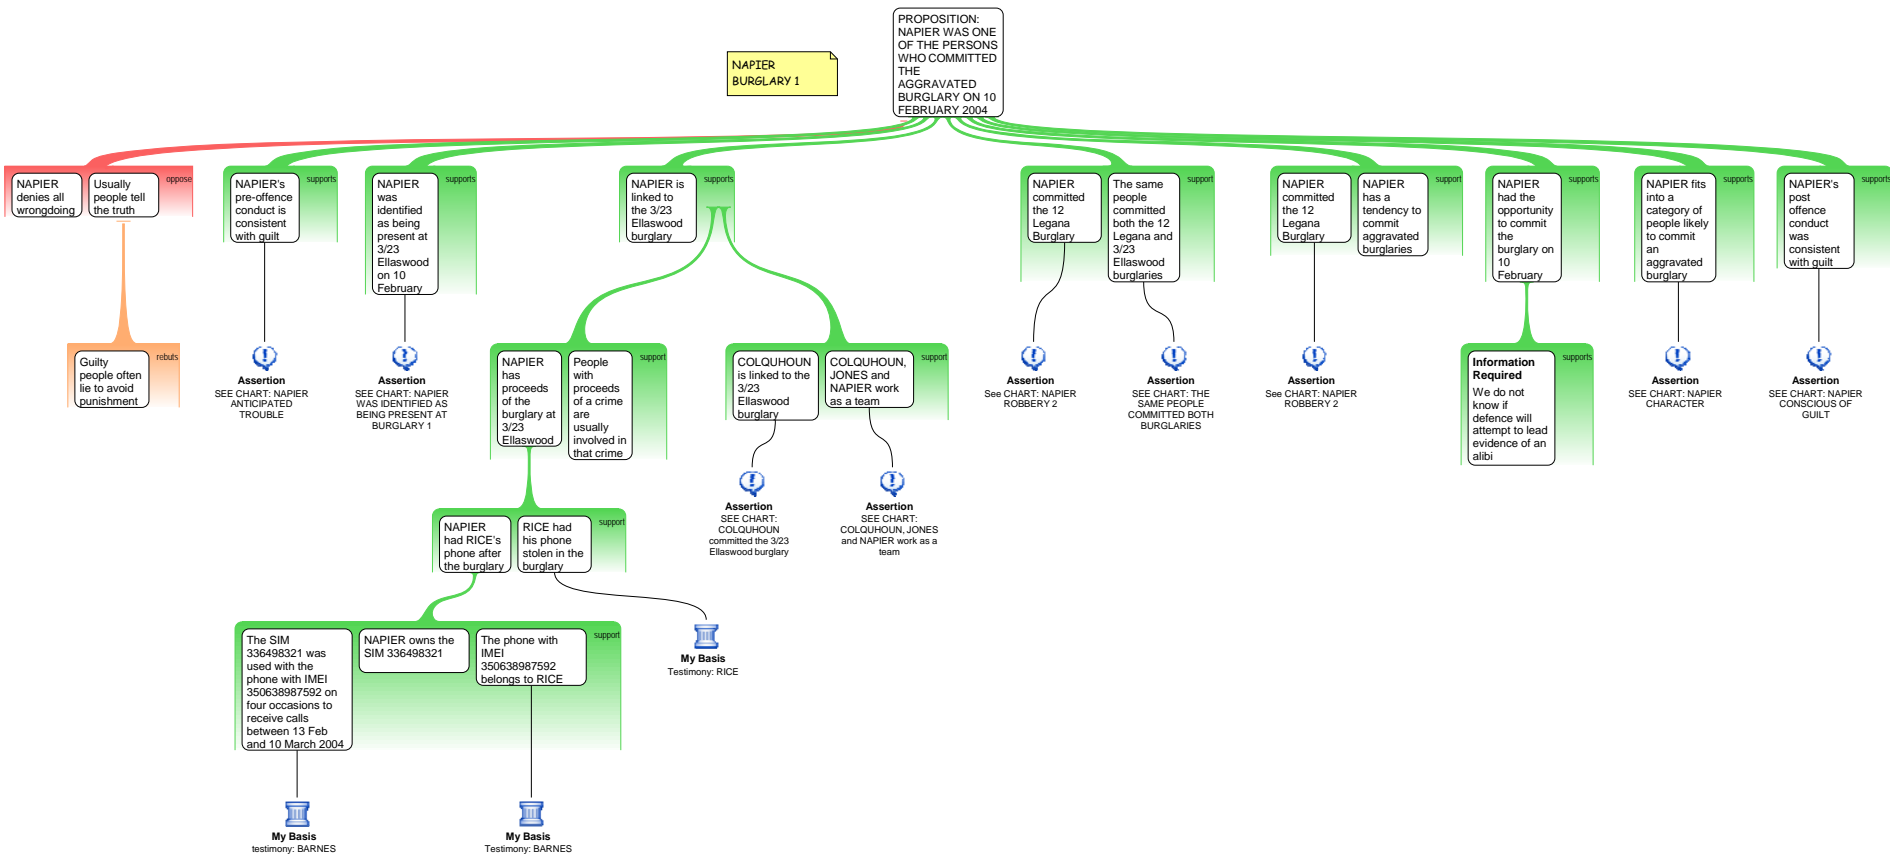 PROPOSITION:
NAPIER WAS ONE
OF THE PERSONS
WHO COMMITTED
THE
AGGRAVATED
BURGLARY ON 10
FEBRUARY 2004
NAPIER
BURGLARY 1
NAPIER
denies all
wrongdoing
Usually
people tell
the truth
oppose
NAPIER's
pre-offence
conduct is
consistent
with guilt
supports
NAPIER
was
identified
as being
present at
3/23
Ellaswood
on 10
February
supports
NAPIER is
linked to
the 3/23
Ellaswood
burglary
supports
NAPIER
committed
the 12
Legana
Burglary
The same
people
committed
both the 12
Legana and
3/23
Ellaswood
burglaries
support
NAPIER
committed
the 12
Legana
Burglary
NAPIER
has a
tendency to
commit
aggravated
burglaries
support
NAPIER
had the
opportunity
to commit
the
burglary on
10
February
supports
NAPIER fits
into a
category of
people likely
to commit
an
aggravated
burglary
supports
NAPIER's
post
offence
conduct
was
consistent
with guilt
supports
Guilty
people often
lie to avoid
punishment
rebuts
Assertion
SEE CHART: NAPIER
ANTICIPATED
TROUBLE
Assertion
SEE CHART: NAPIER
WAS IDENTIFIED AS
BEING PRESENT AT
BURGLARY 1
NAPIER
has
proceeds
of the
burglary at
3/23
Ellaswood
People
with
proceeds
of a crime
are
usually
involved in
that crime
support
COLQUHOUN
is linked to the
3/23
Ellaswood
burglary
COLQUHOUN,
JONES and
NAPIER work
as a team
support
Assertion
See CHART: NAPIER
ROBBERY 2
Assertion
SEE CHART: THE
SAME PEOPLE
COMMITTED BOTH
BURGLARIES
Assertion
See CHART: NAPIER
ROBBERY 2
Information
Required
We do not
know if
defence will
attempt to lead
evidence of an
alibi
supports
Assertion
SEE CHART: NAPIER
CHARACTER
Assertion
SEE CHART: NAPIER
CONSCIOUS OF
GUILT
Assertion
SEE CHART:
COLQUHOUN
committed the 3/23
Ellaswood burglary
Assertion
SEE CHART:
COLQUHOUN, JONES
and NAPIER work as a
team
NAPIER
had RICE's
phone after
the burglary
RICE had
his phone
stolen in the
burglary
support
The SIM
336498321 was
used with the
phone with IMEI
350638987592 on
four occasions to
receive calls
between 13 Feb
and 10 March 2004
NAPIER owns the
SIM 336498321
The phone with
IMEI
350638987592
belongs to RICE
support
My Basis
Testimony: RICE
My Basis
testimony: BARNES
My Basis
Testimony: BARNES